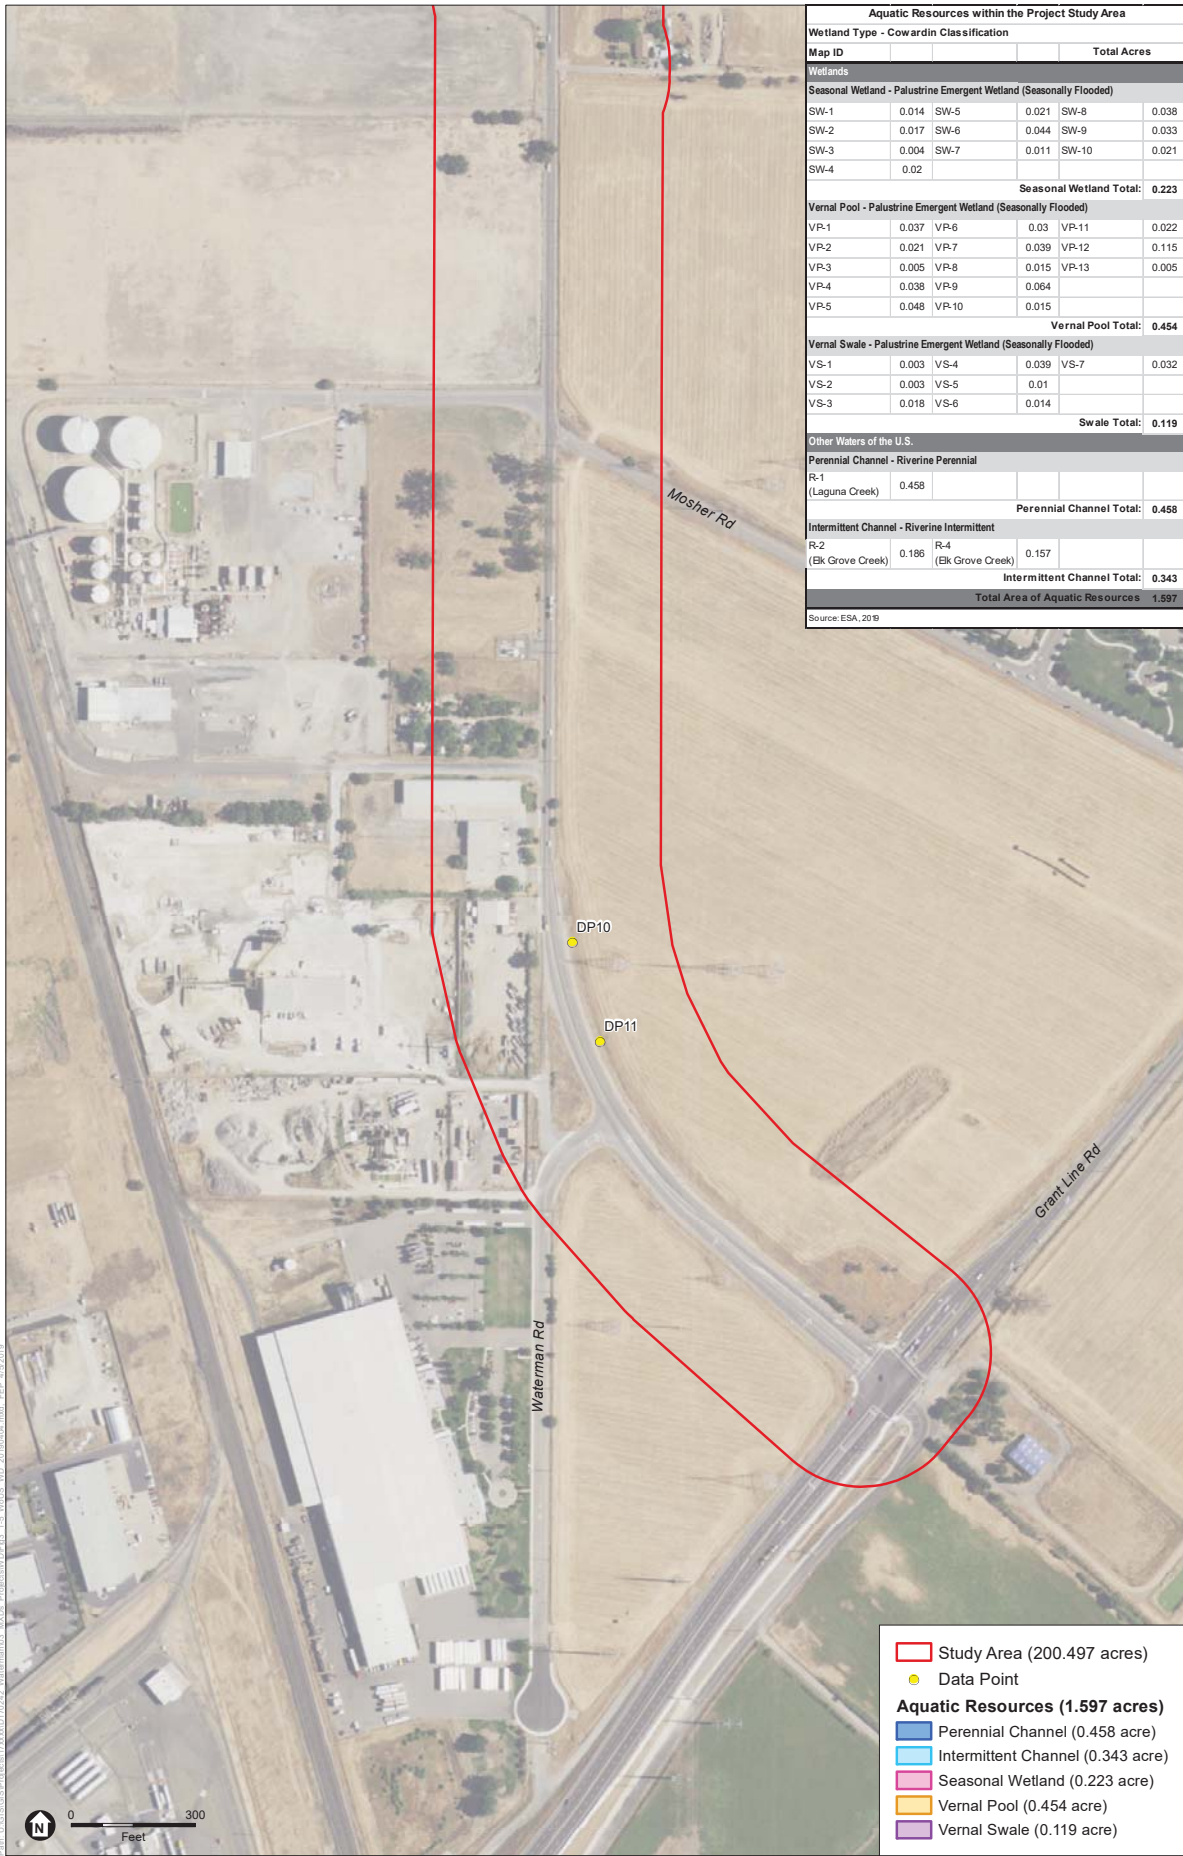 Aquatic Resources within the Project Study Area
Wetland Type - Cowardin Classification
Map ID Total Acres
Wetlands
Seasonal Wetland - Palustrine Emergent Wetland (Seasonally Flooded)
SW-1 0.014 SW-5 0.021 SW-8 0.038
SW-2 0.017 SW-6 0.044 SW-9 0.033
SW-3 0.004 SW-7 0.011 SW-10 0.021
SW-4 0.02
Seasonal Wetland Total: 0.223
Vernal Pool - Palustrine Emergent Wetland (Seasonally Flooded)
VP-1 0.037 VP-6 0.03 VP-11 0.022
VP-2 0.021 VP-7 0.039 VP-12 0.115
VP-3 0.005 VP-8 0.015 VP-13 0.005
VP-4 0.038 VP-9 0.064
VP-5 0.048 VP-10 0.015
Vernal Pool Total: 0.454
Vernal Swale - Palustrine Emergent Wetland (Seasonally Flooded)
VS-1 0.003 VS-4 0.039 VS-7 0.032
VS-2 0.003 VS-5 0.01
VS-3 0.018 VS-6 0.014
Swale Total: 0.119
Other Waters of the U.S.
Perennial Channel - Riverine Perennial
R-1
(Laguna Creek) 0.458
Perennial Channel Total: 0.458
Intermittent Channel - Riverine Intermittent
R-2 R-4
(Elk Grove Creek) 0.186 (Elk Grove Creek) 0.157
Intermittent Channel Total: 0.343
Total Area of Aquatic Resources 1.597
Source: ESA, 2019
Mosher Rd
DP10
DP11
Grant Line Rd
Waterman Rd
Study Area (200.497 acres)
Data Point
Aquatic Resources (1.597 acres)
Perennial Channel (0.458 acre)
Intermittent Channel (0.343 acre)
Seasonal Wetland (0.223 acre)
Vernal Pool (0.454 acre)
Vernal Swale (0.119 acre)
N
0 300
Feet